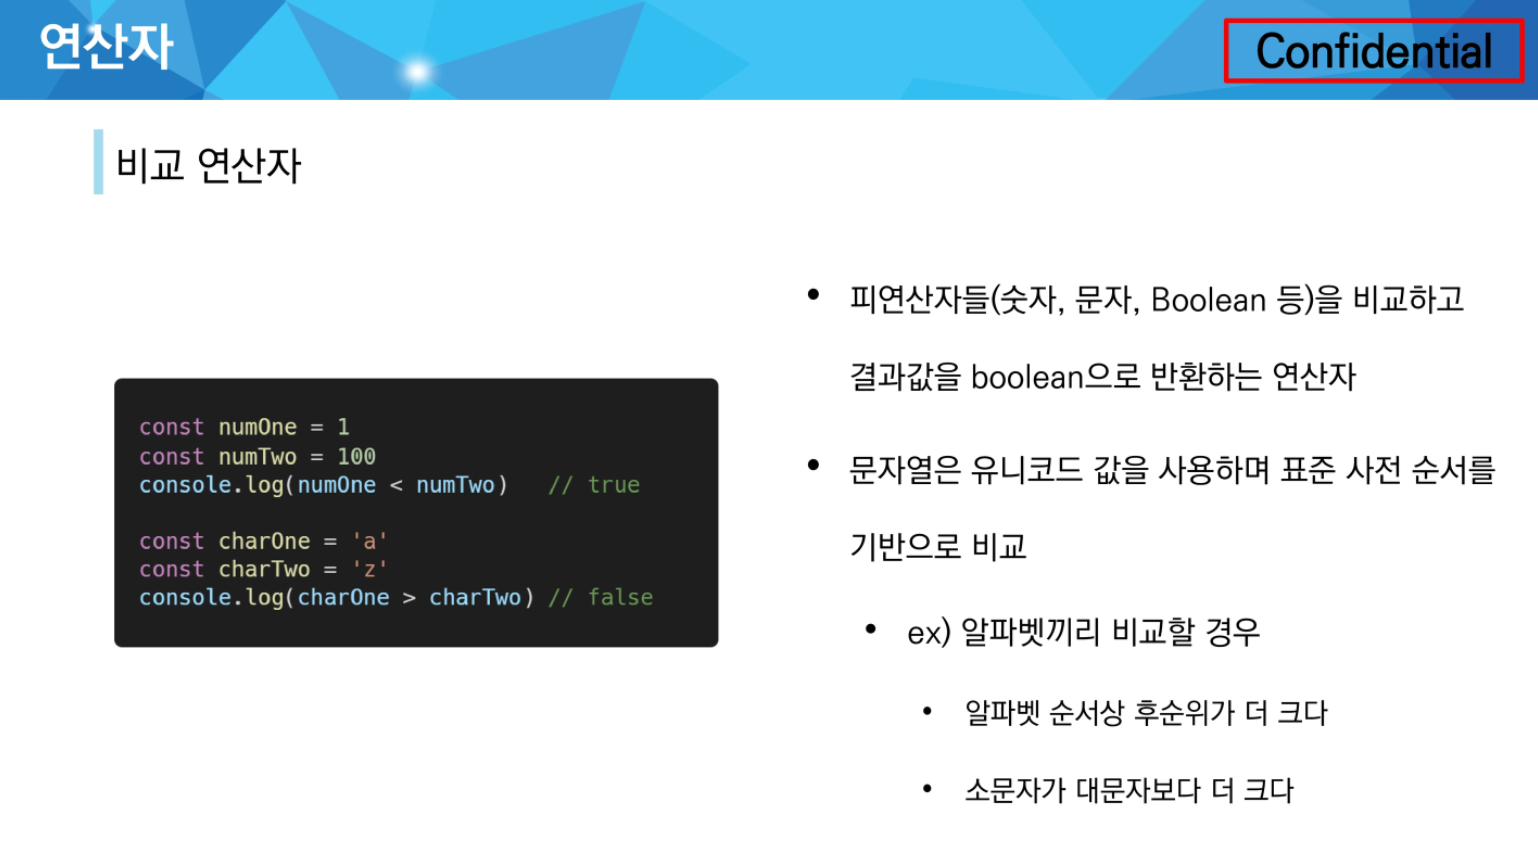 연산자
Confidential
비교 연산자
const numOne = 1
const numTwo = 100
console.log(numOne < numTwo)   // true
const charOne = 'a'
const charTwo = 'z'
console.log(charOne > charTwo) // false
• 피연산자들(숫자, 문자, Boolean 등)을 비교하고
결과값을 boolean으로 반환하는 연산자
• 문자열은 유니코드 값을 사용하며 표준 사전 순서를
기반으로 비교
• ex) 알파벳끼리 비교할 경우
• 알파벳 순서상 후순위가 더 크다
• 소문자가 대문자보다 더 크다